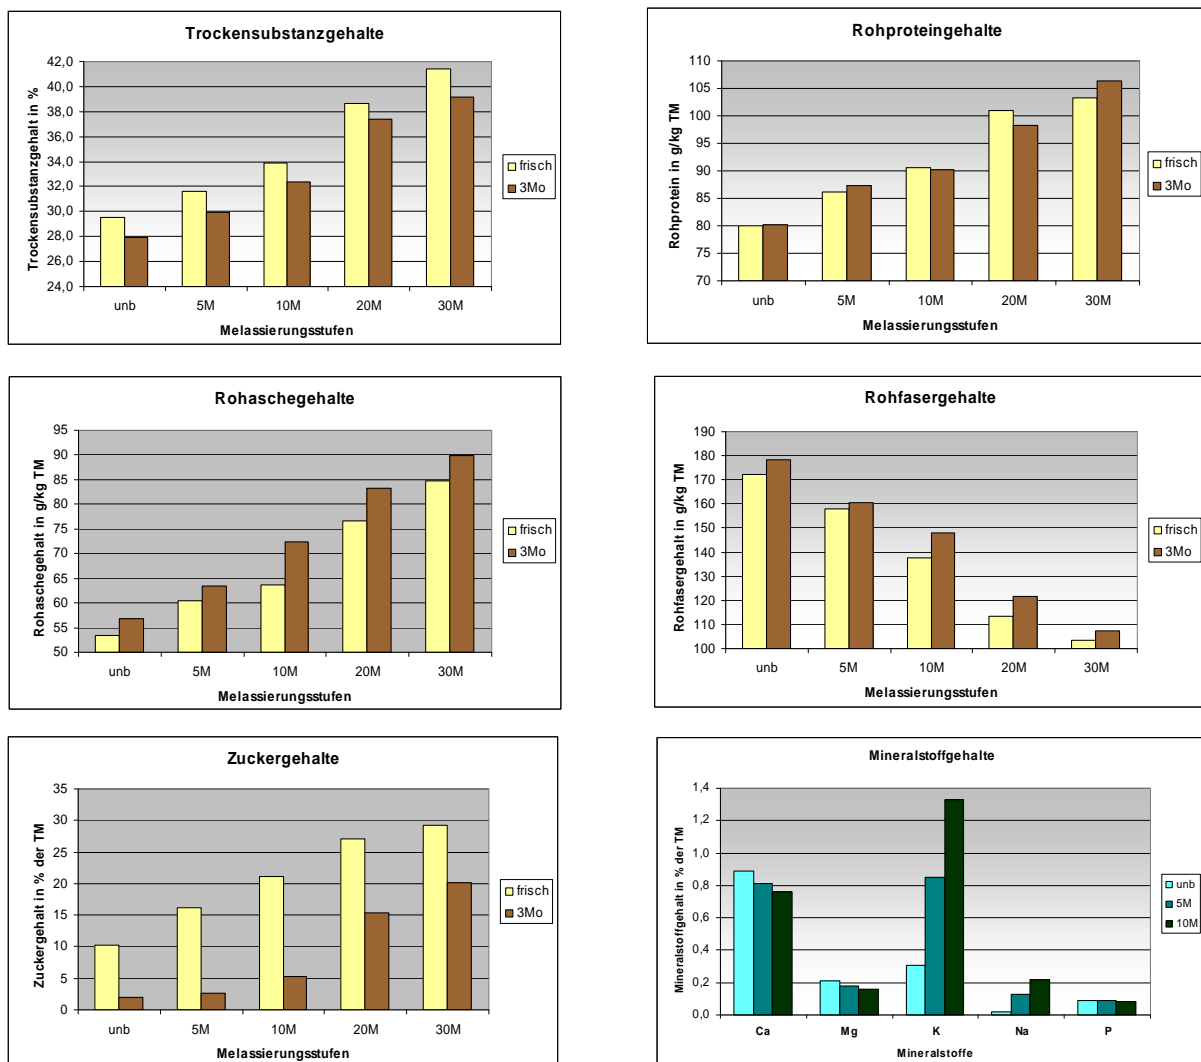 Trockensubstanzgehalte
Trockensubstanzgehalt in %
42,0
40,0
38,0
36,0
34,0
32,0
30,0
28,0
26,0
24,0
unb 5M 10M 20M 30M
Melassierungsstufen
frisch
3Mo
Rohproteingehalte
Rohprotein in g/kg TM
110
105
100
95
90
85
80
75
70
unb 5M 10M 20M 30M
Melassierungsstufen
frisch
3Mo
Rohaschegehalte
Rohaschegehalt in g/kg TM
95
90
85
80
75
70
65
60
55
50
unb 5M 10M 20M 30M
Melassierungsstufen
frisch
3Mo
Rohfasergehalte
Rohfasergehalt in g/kg TM
190
180
170
160
150
140
130
120
110
100
unb 5M 10M 20M 30M
Melassierungsstufen
frisch
3Mo
Zuckergehalte
Zuckergehalt in % der TM
35
30
25
20
15
10
5
0
unb 5M 10M 20M 30M
Melassierungsstufen
frisch
3Mo
Mineralstoffgehalte
Mineralstoffgehalt in % der TM
1,4
1,2
1,0
0,8
0,6
0,4
0,2
0,0
Ca Mg K Na P
Mineralstoffe
unb
5M
10M